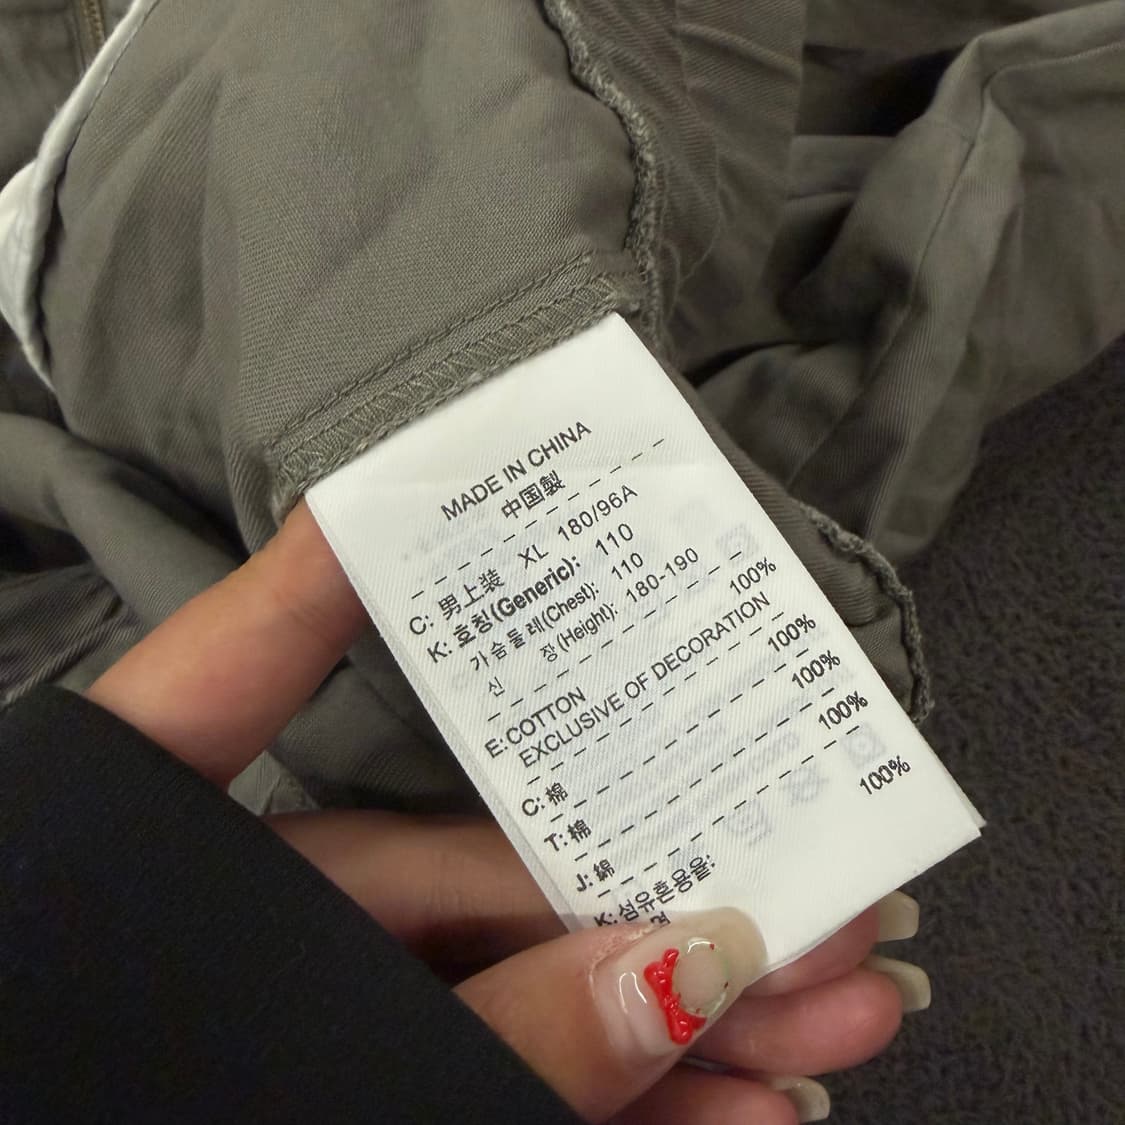 MADE IN CHINA
中国製
C: 男上装 XL 180/96A
K: 호칭(Generic): 110
가슴둘레(Chest): 110
신 장(Height): 180-190
E: COTTON 100%
EXCLUSIVE OF DECORATION
C: 棉 100%
T: 棉 100%
J: 綿 100%
K: 섬유혼용율:
면 100%